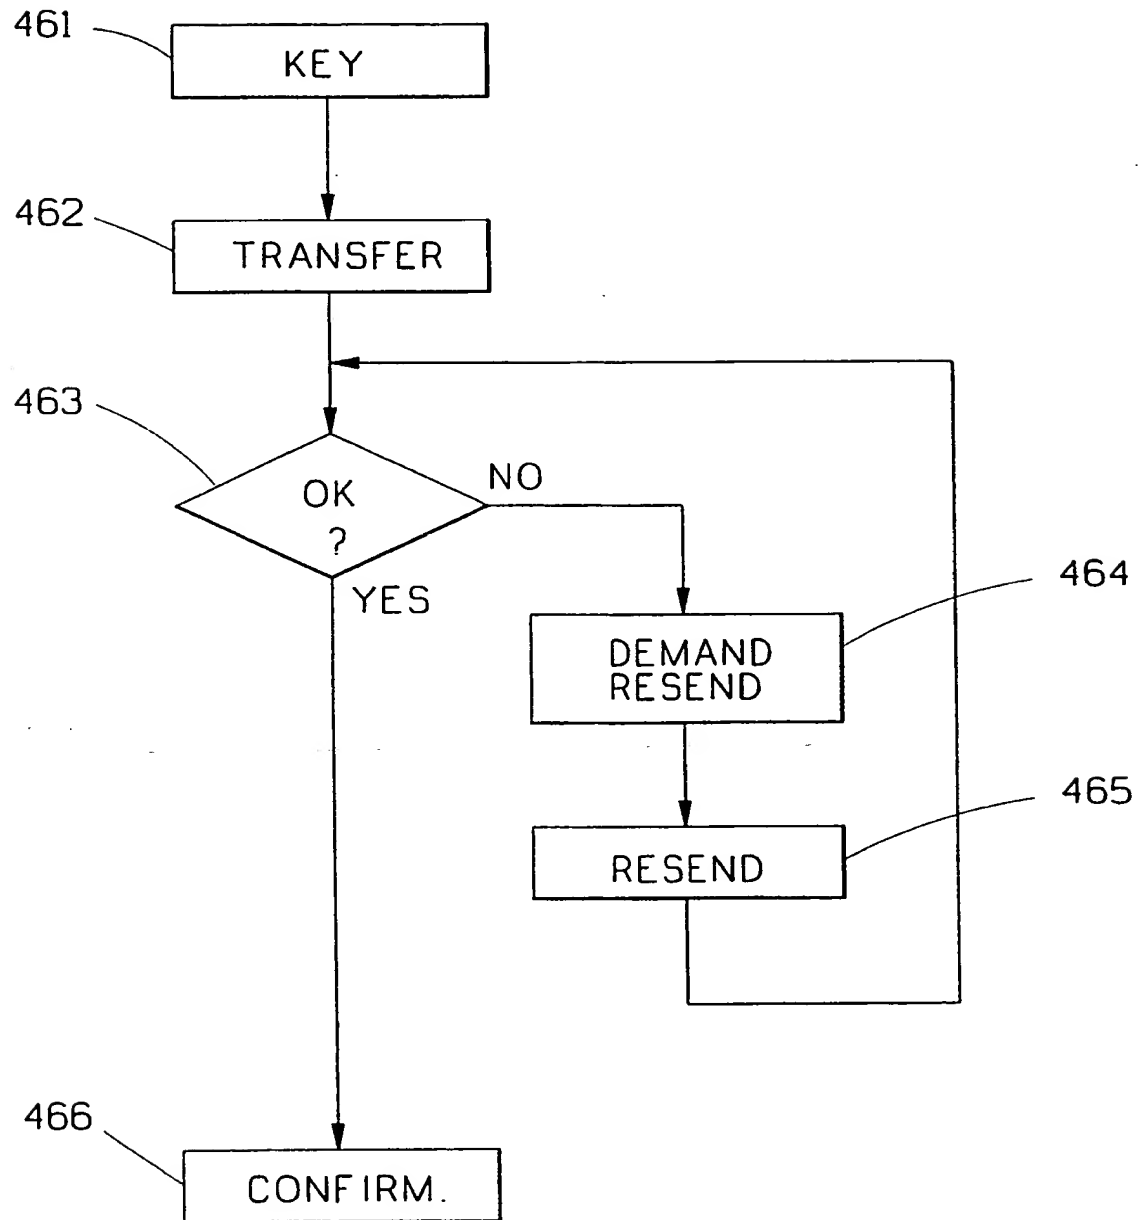 461
KEY
462
TRANSFER
463
OK
?
NO
YES
464
DEMAND
RESEND
465
RESEND
466
CONFIRM.